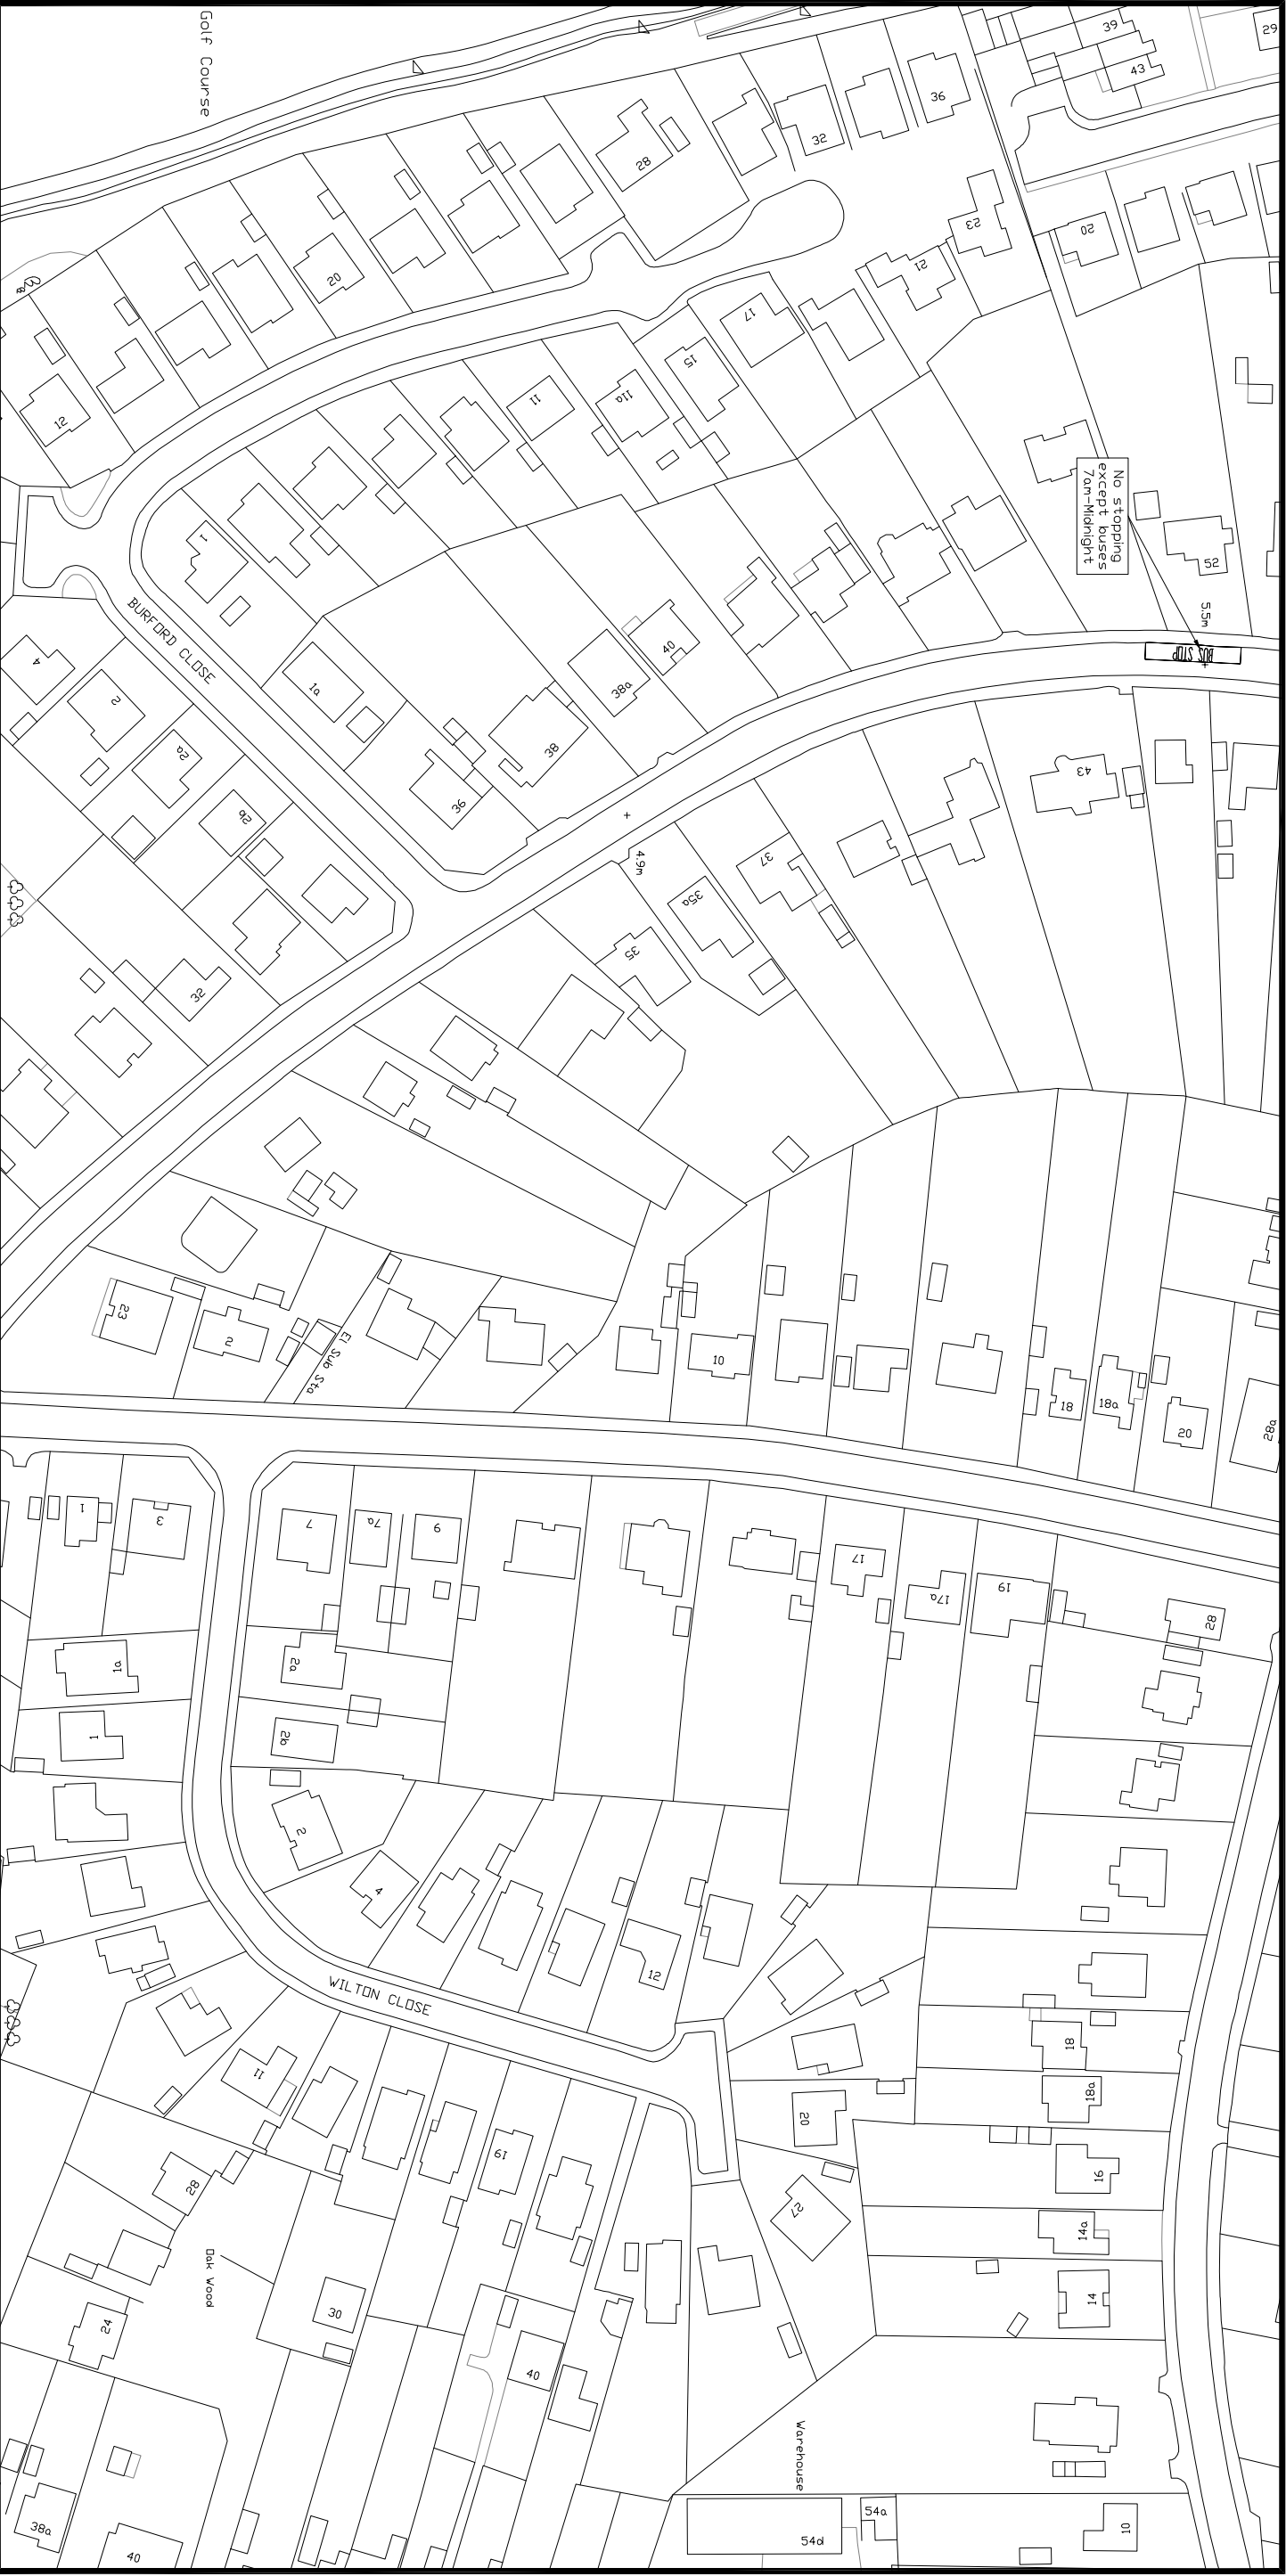 Golf Course
39
43
29
36
32
28
23
20
21
20
17
15
12
11a
11
1
No stopping
except buses
7am-Midnight
52
5.5m
BUS STOP
BURFORD CLOSE
4
2
1a
40
38a
38
2a
36
2b
43
37
4.9m
35a
35
32
23
2
El Sub Sta
10
18
18a
20
28a
1
3
7
7a
9
17
17a
19
28
1a
2a
1
2b
2
4
12
WILTON CLOSE
11
18
18a
20
19
16
28
27
14a
14
Oak Wood
30
24
40
Warehouse
54a
54d
10
38a
40